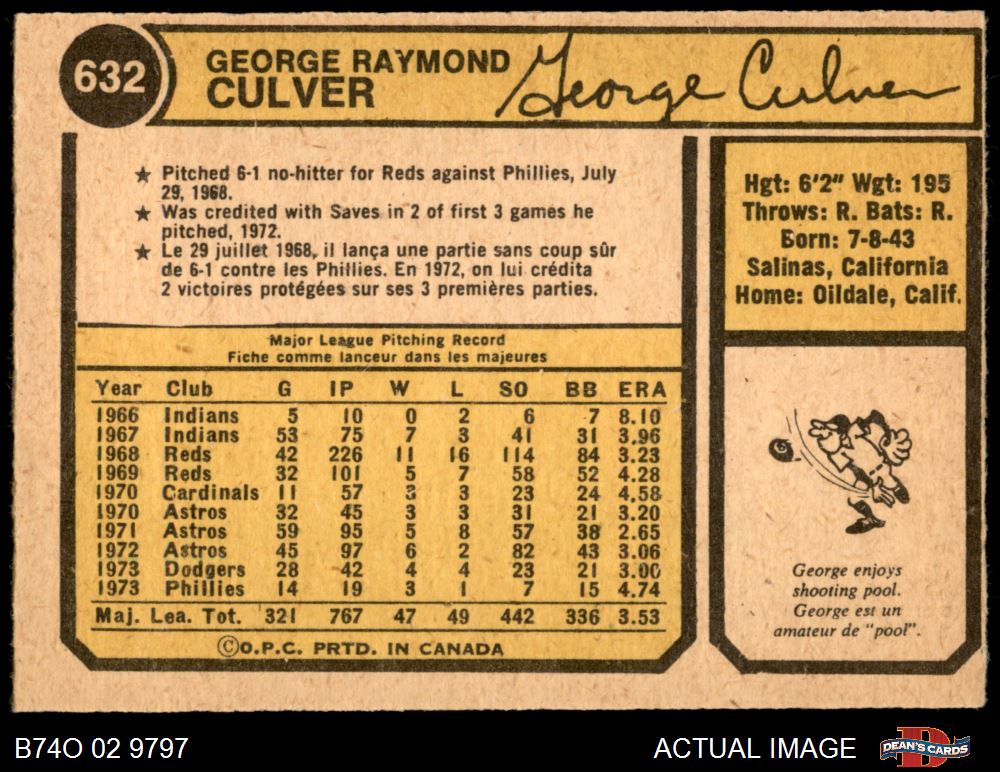 632
GEORGE RAYMOND
CULVER
George Culver
★ Pitched 6-1 no-hitter for Reds against Phillies, July
29, 1968.
★ Was credited with Saves in 2 of first 3 games he
pitched, 1972.
★ Le 29 juillet 1968, il lança une partie sans coup sûr
de 6-1 contre les Phillies. En 1972, on lui crédita
2 victoires protégées sur ses 3 premières parties.
Hgt: 6'2" Wgt: 195
Throws: R. Bats: R.
Born: 7-8-43
Salinas, California
Home: Oildale, Calif.
Major League Pitching Record
Fiche comme lanceur dans les majeures
Year Club G IP W L SO BB ERA
1966 Indians 5 10 0 2 6 7 8.10
1967 Indians 53 75 7 3 41 31 3.96
1968 Reds 42 226 11 16 114 84 3.23
1969 Reds 32 101 5 7 58 52 4.28
1970 Cardinals 11 57 3 3 23 24 4.58
1970 Astros 32 45 3 3 31 21 3.20
1971 Astros 59 95 5 8 57 38 2.65
1972 Astros 45 97 6 2 82 43 3.06
1973 Dodgers 28 42 4 4 23 21 3.00
1973 Phillies 14 19 3 1 7 15 4.74
Maj. Lea. Tot. 321 767 47 49 442 336 3.53
©O.P.C. PRTD. IN CANADA
8
George enjoys
shooting pool.
George est un
amateur de "pool".
B74O 02 9797
ACTUAL IMAGE
D
DEAN'S CARDS